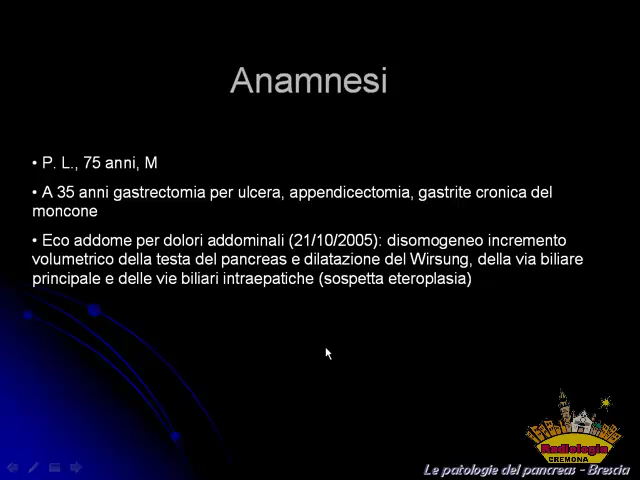 Anamnesi
• P. L., 75 anni, M
• A 35 anni gastrectomia per ulcera, appendicectomia, gastrite cronica del
moncone
• Eco addome per dolori addominali (21/10/2005): disomogeneo incremento
volumetrico della testa del pancreas e dilatazione del Wirsung, della via biliare
principale e delle vie biliari intraepatiche (sospetta eteroplasia)
Radiologia
CREMONA
Le patologie del pancreas - Brescia